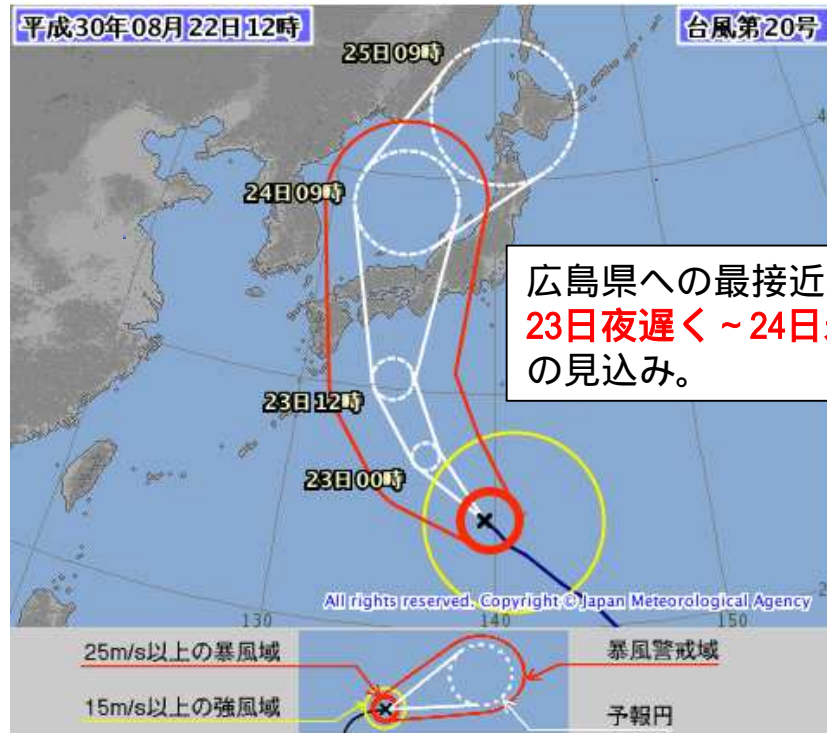 平成30年08月22日12時
台風第20号
25日09時
24日09時
広島県への最接近
23日夜遅く～24日
の見込み。
23日12時
23日00時
All rights reserved. Copyright © Japan Meteorological Agency
130
140
150
25m/s以上の暴風域
暴風警戒域
15m/s以上の強風域
予報円